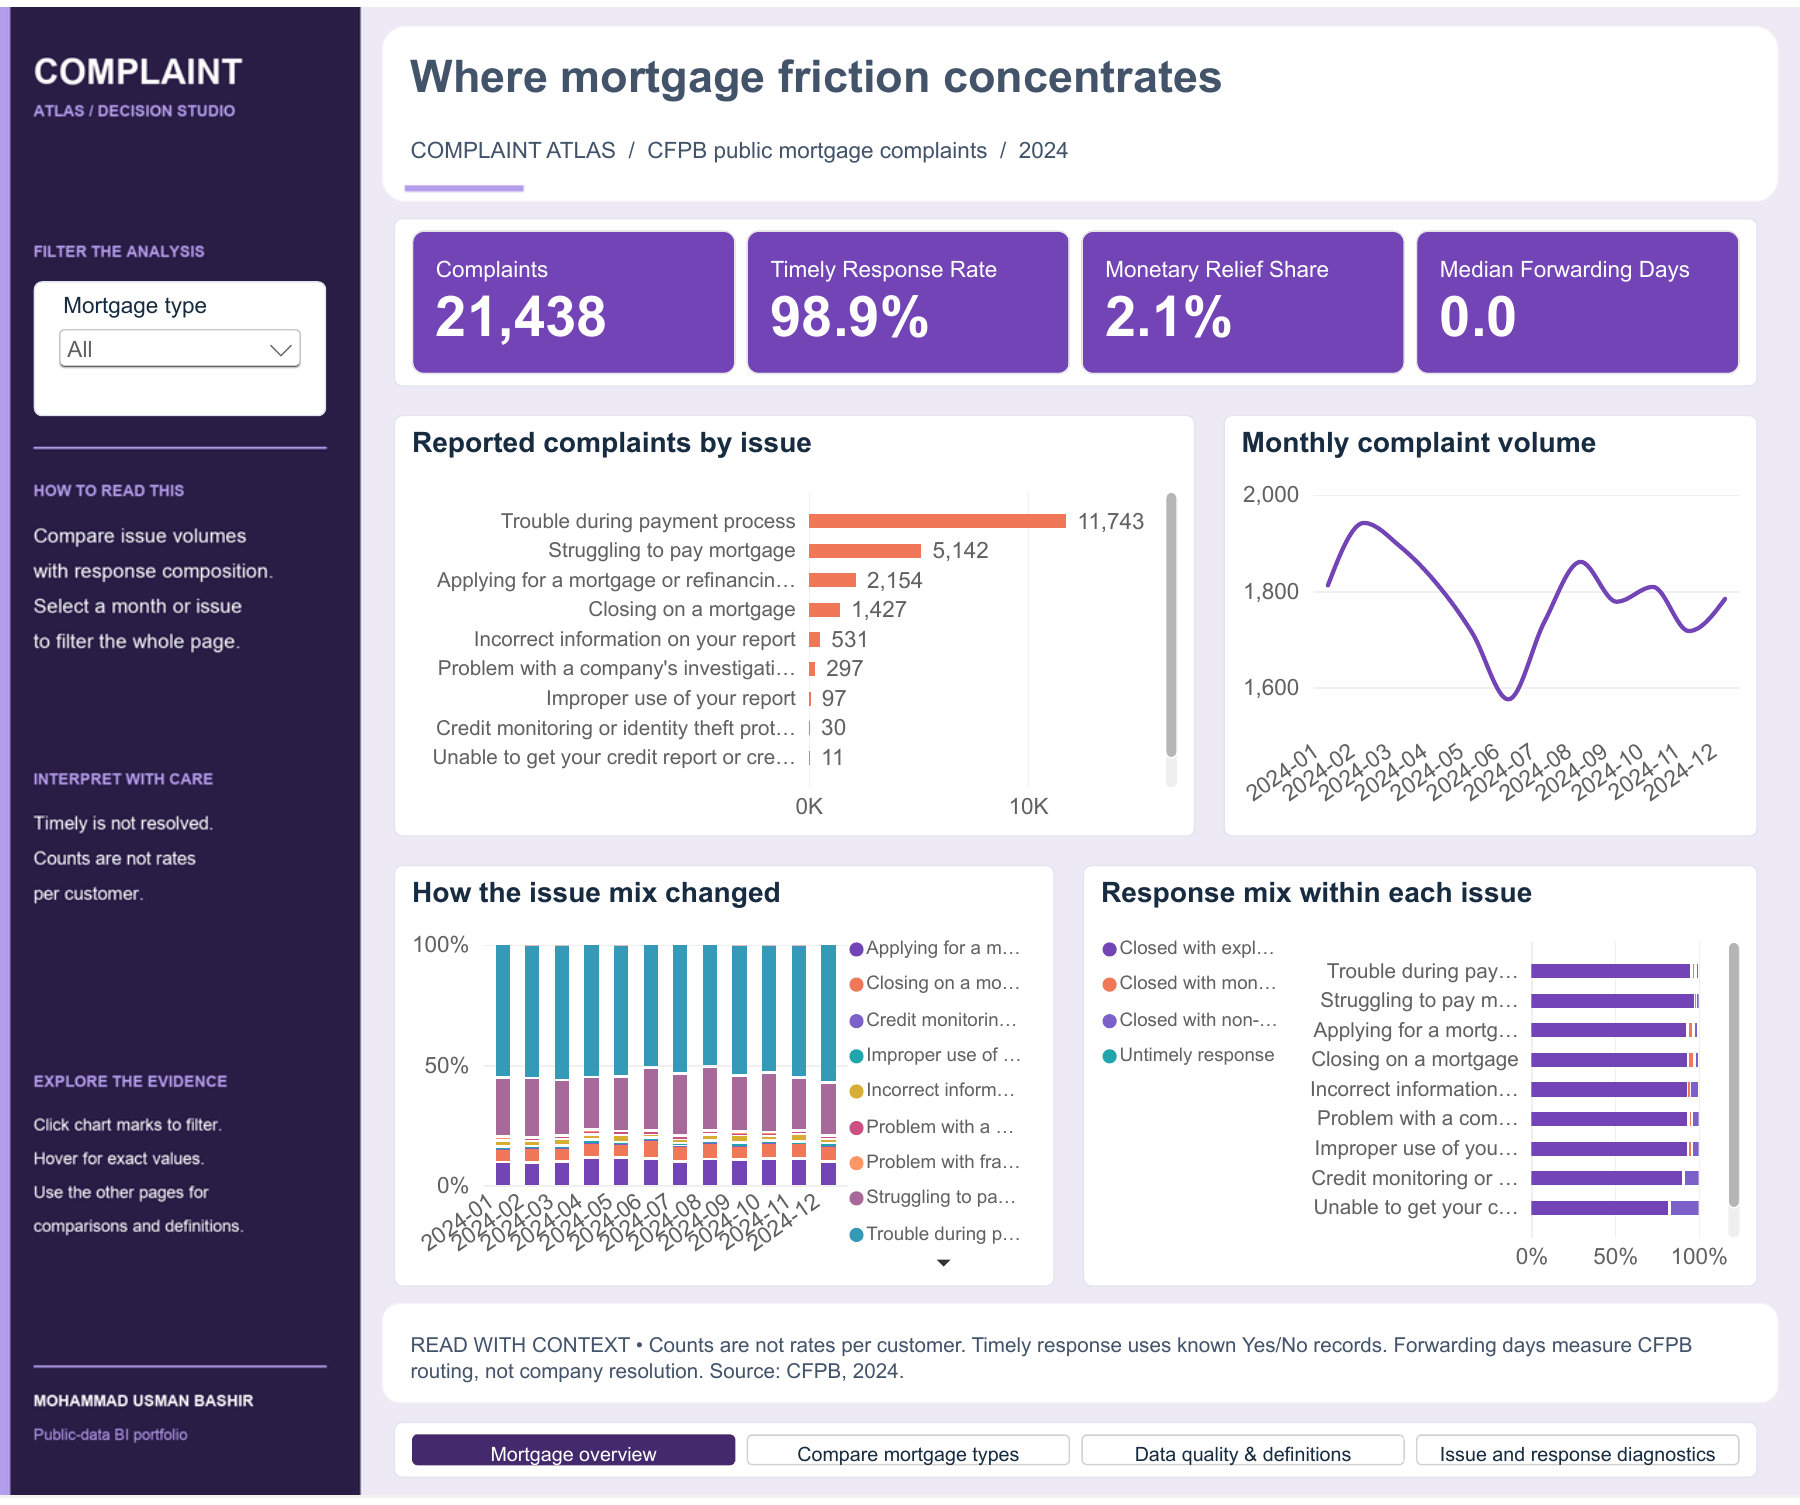 COMPLAINT
ATLAS / DECISION STUDIO
FILTER THE ANALYSIS
Mortgage type
All
HOW TO READ THIS
Compare issue volumes
with response composition.
Select a month or issue
to filter the whole page.
INTERPRET WITH CARE
Timely is not resolved.
Counts are not rates
per customer.
EXPLORE THE EVIDENCE
Click chart marks to filter.
Hover for exact values.
Use the other pages for
comparisons and definitions.
MOHAMMAD USMAN BASHIR
Public-data BI portfolio
Where mortgage friction concentrates
COMPLAINT ATLAS / CFPB public mortgage complaints / 2024
Complaints
21,438
Timely Response Rate
98.9%
Monetary Relief Share
2.1%
Median Forwarding Days
0.0
Reported complaints by issue
Trouble during payment process 11,743
Struggling to pay mortgage 5,142
Applying for a mortgage or refinancin… 2,154
Closing on a mortgage 1,427
Incorrect information on your report 531
Problem with a company's investigati… 297
Improper use of your report 97
Credit monitoring or identity theft prot… 30
Unable to get your credit report or cre… 11
0K 10K
Monthly complaint volume
2,000
1,800
1,600
2024-01 2024-02 2024-03 2024-04 2024-05 2024-06 2024-07 2024-08 2024-09 2024-10 2024-11 2024-12
How the issue mix changed
100%
50%
0%
2024-01 2024-02 2024-03 2024-04 2024-05 2024-06 2024-07 2024-08 2024-09 2024-10 2024-11 2024-12
Applying for a m…
Closing on a mo…
Credit monitorin…
Improper use of …
Incorrect inform…
Problem with a …
Problem with fra…
Struggling to pa…
Trouble during p…
Response mix within each issue
Closed with expl…
Closed with mon…
Closed with non-…
Untimely response
Trouble during pay…
Struggling to pay m…
Applying for a mortg…
Closing on a mortgage
Incorrect information…
Problem with a com…
Improper use of you…
Credit monitoring or …
Unable to get your c…
0% 50% 100%
READ WITH CONTEXT • Counts are not rates per customer. Timely response uses known Yes/No records. Forwarding days measure CFPB
routing, not company resolution. Source: CFPB, 2024.
Mortgage overview
Compare mortgage types
Data quality & definitions
Issue and response diagnostics